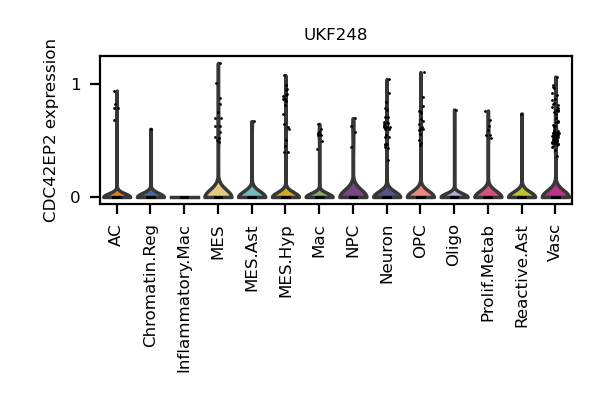 UKF248
CDC42EP2 expression
1
0
AC
Chromatin.Reg
Inflammatory.Mac
MES
MES.Ast
MES.Hyp
Mac
NPC
Neuron
OPC
Oligo
Prolif.Metab
Reactive.Ast
Vasc